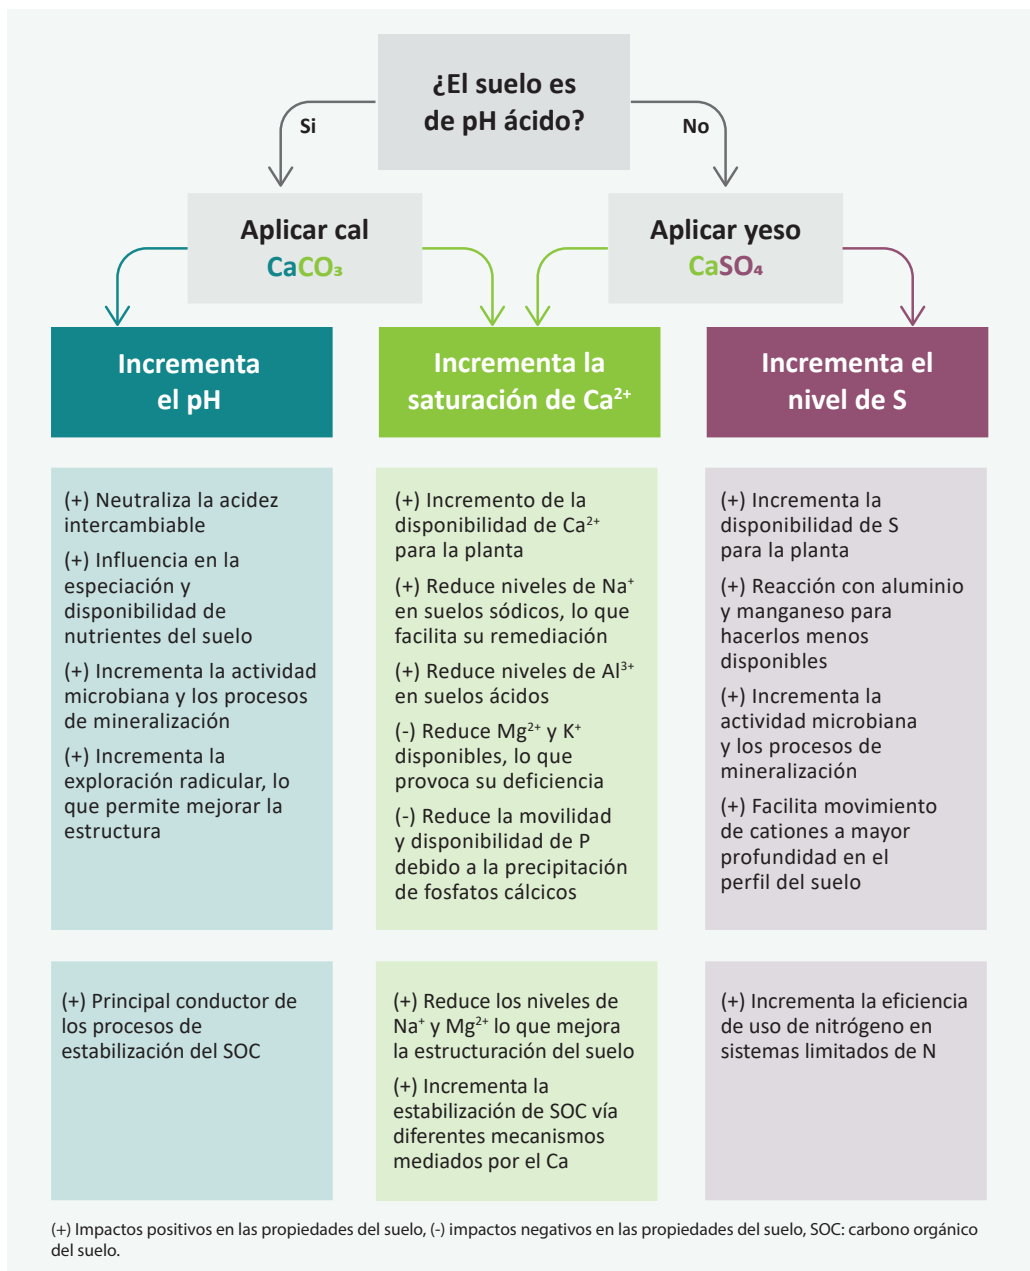 ¿El suelo es
de pH ácido?
Si
No
Aplicar cal
CaCO₃
Aplicar yeso
CaSO₄
Incrementa
el pH
Incrementa la
saturación de Ca²⁺
Incrementa el
nivel de S
(+) Neutraliza la acidez
intercambiable
(+) Influencia en la
especiación y
disponibilidad de
nutrientes del suelo
(+) Incrementa la actividad
microbiana y los procesos
de mineralización
(+) Incrementa la
exploración radicular, lo
que permite mejorar la
estructura
(+) Incremento de la
disponibilidad de Ca²⁺
para la planta
(+) Reduce niveles de Na⁺
en suelos sódicos, lo que
facilita su remediación
(+) Reduce niveles de Al³⁺
en suelos ácidos
(-) Reduce Mg²⁺ y K⁺
disponibles, lo que
provoca su deficiencia
(-) Reduce la movilidad
y disponibilidad de P
debido a la precipitación
de fosfatos cálcicos
(+) Incrementa la
disponibilidad de S
para la planta
(+) Reacción con aluminio
y manganeso para
hacerlos menos
disponibles
(+) Incrementa la
actividad microbiana
y los procesos de
mineralización
(+) Facilita movimiento
de cationes a mayor
profundidad en el
perfil del suelo
(+) Principal conductor de
los procesos de
estabilización del SOC
(+) Reduce los niveles de
Na⁺ y Mg²⁺ lo que mejora
la estructuración del suelo
(+) Incrementa la
estabilización de SOC vía
diferentes mecanismos
mediados por el Ca
(+) Incrementa la eficiencia
de uso de nitrógeno en
sistemas limitados de N
(+) Impactos positivos en las propiedades del suelo, (-) impactos negativos en las propiedades del suelo, SOC: carbono orgánico
del suelo.